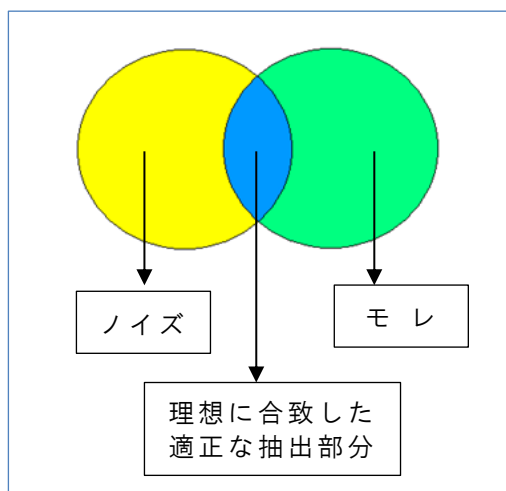 ノイズ
モ レ
理想に合致した
適正な抽出部分